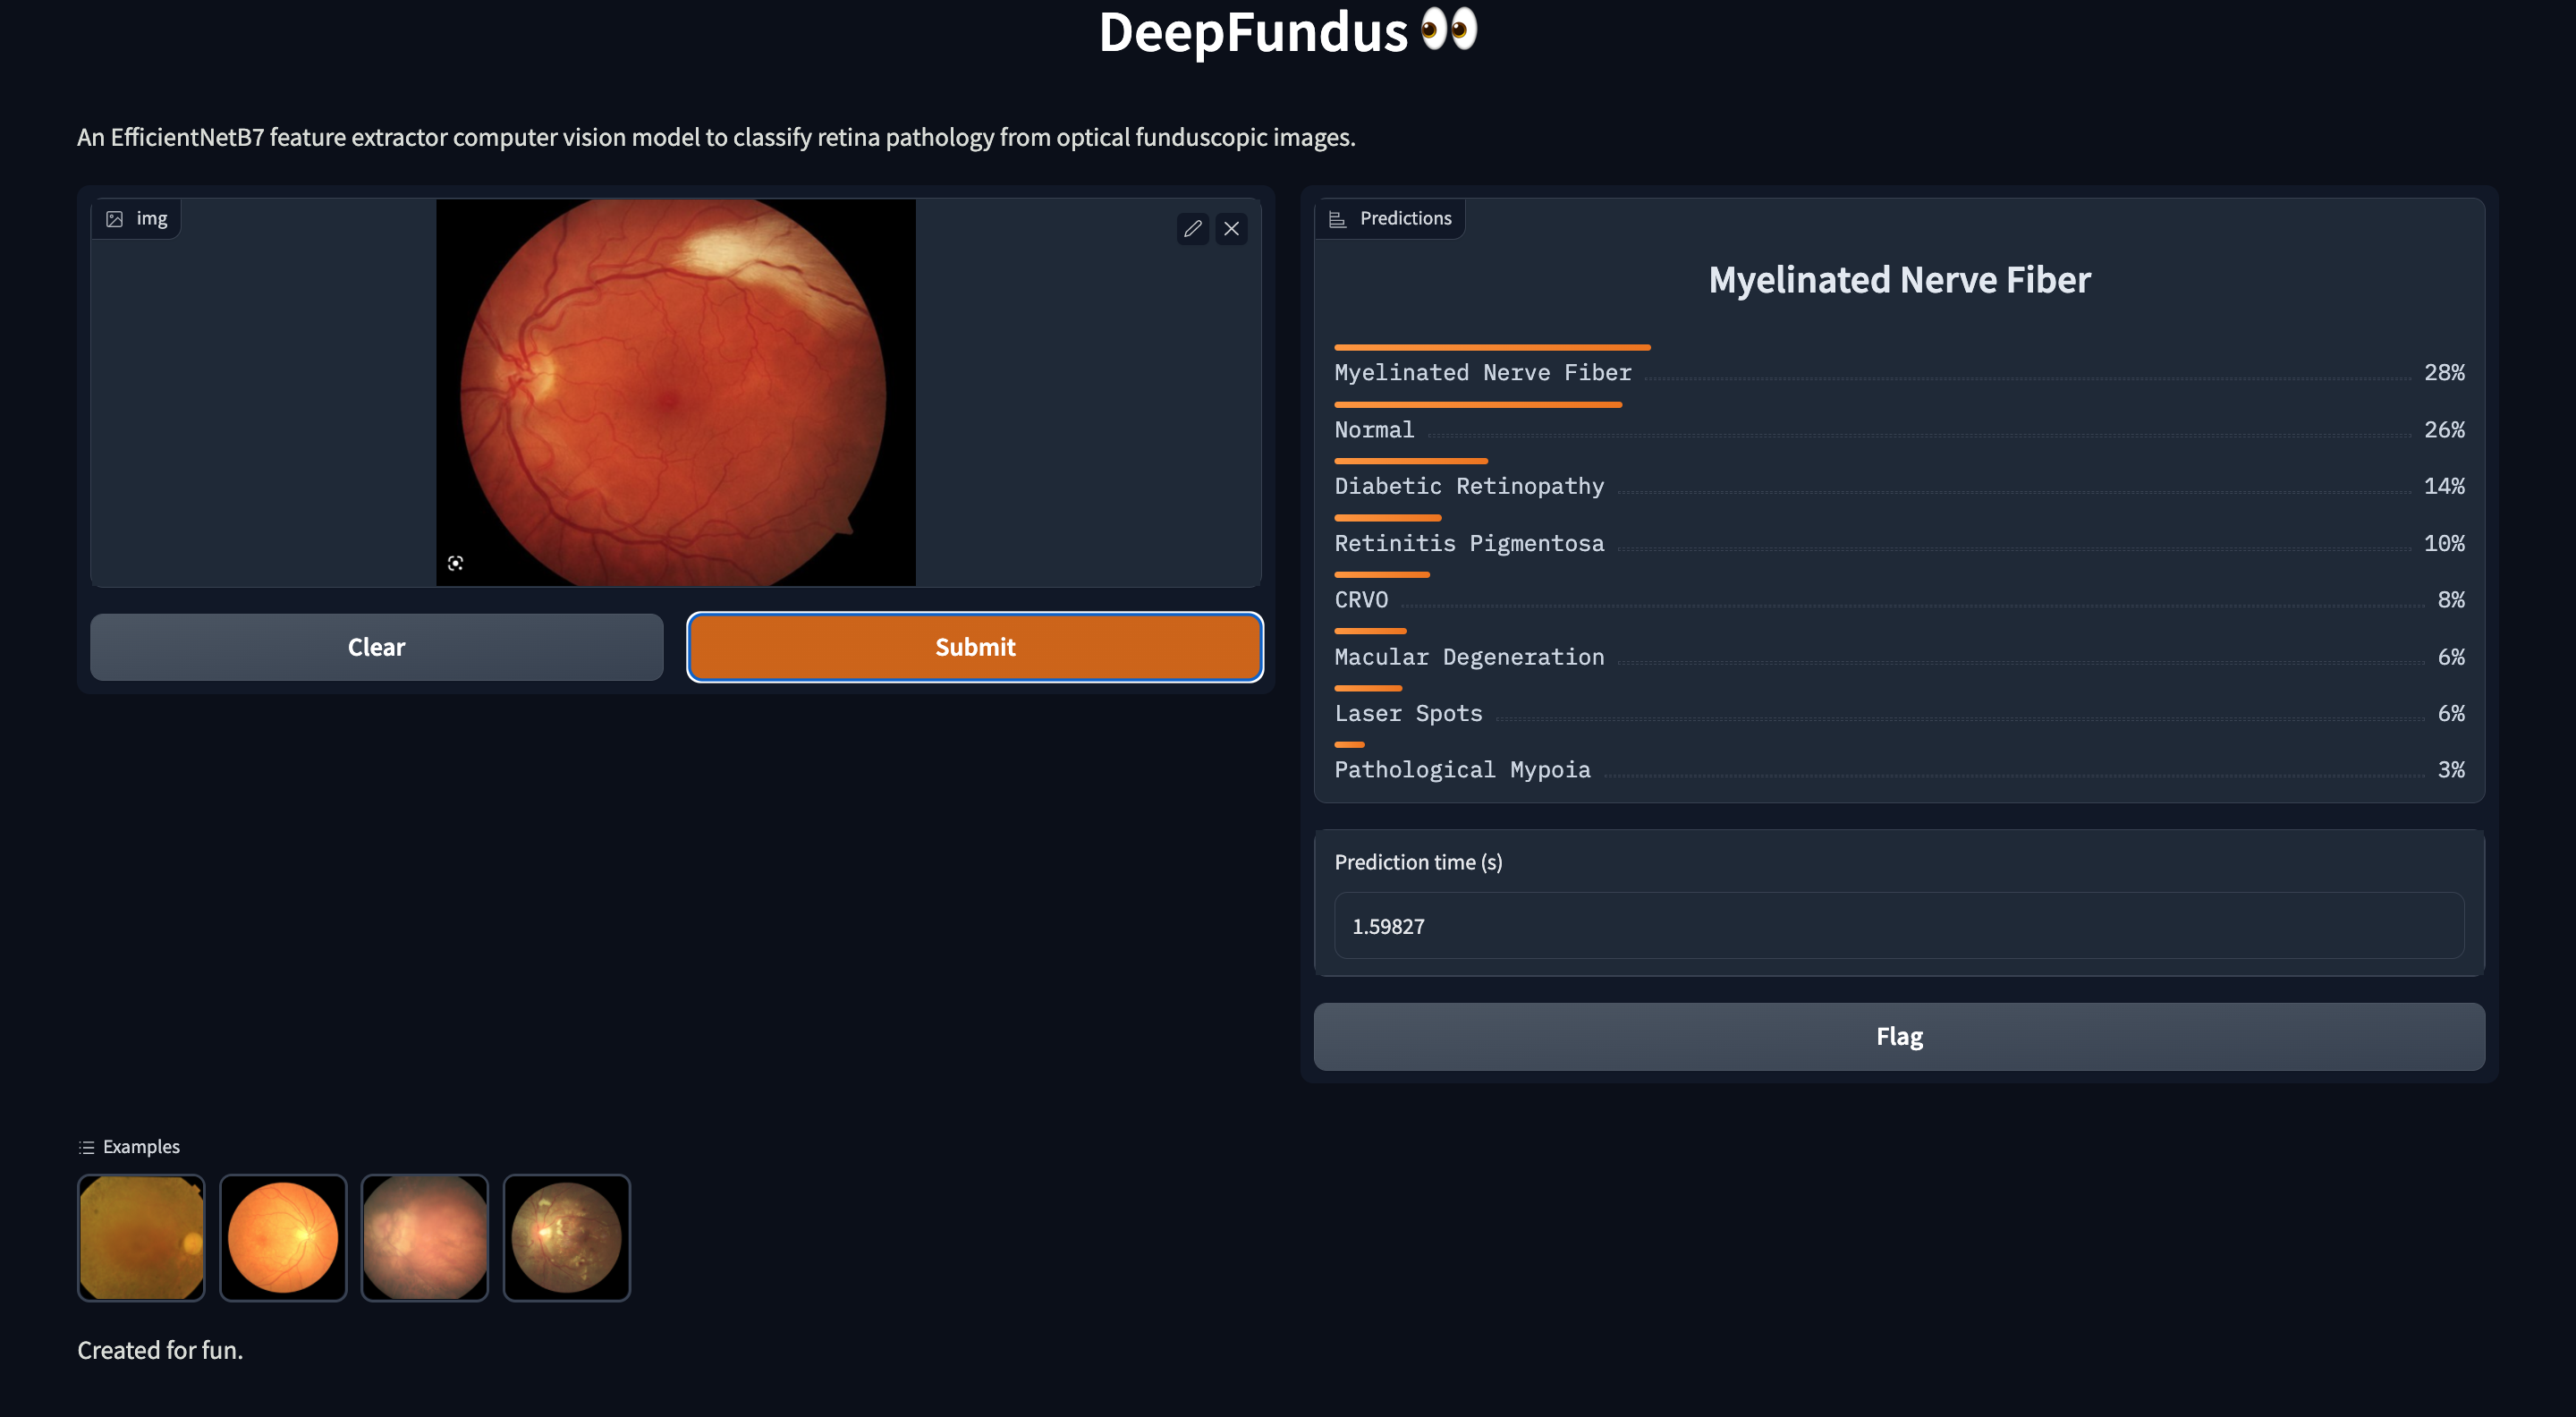 DeepFundus 👀
An EfficientNetB7 feature extractor computer vision model to classify retina pathology from optical funduscopic images.
img
Clear
Submit
Predictions
Myelinated Nerve Fiber
Myelinated Nerve Fiber 28%
Normal 26%
Diabetic Retinopathy 14%
Retinitis Pigmentosa 10%
CRVO 8%
Macular Degeneration 6%
Laser Spots 6%
Pathological Mypoia 3%
Prediction time (s)
1.59827
Flag
Examples
Created for fun.